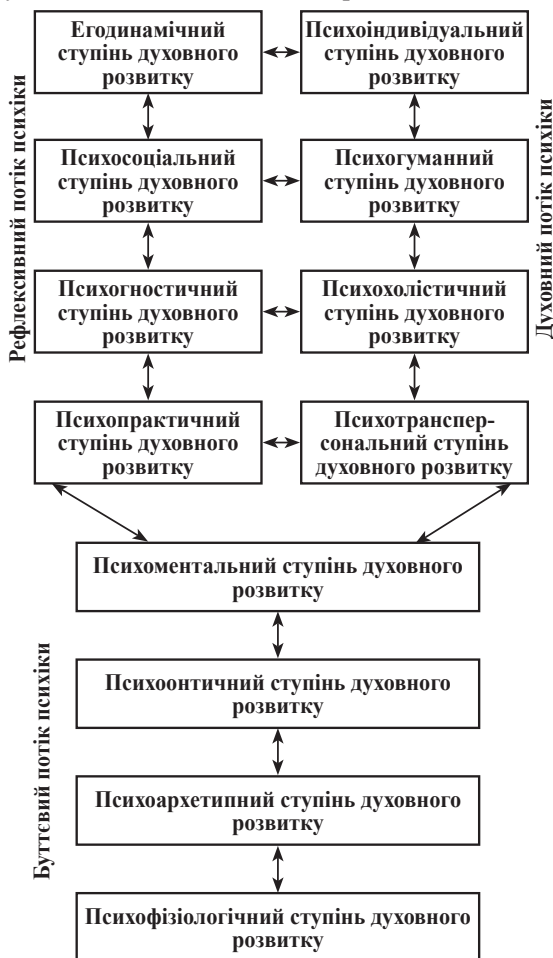 Егодинамічний
ступінь духовного
розвитку
Психоіндивідуальний
ступінь духовного
розвитку
Психосоціальний
ступінь духовного
розвитку
Психогуманний
ступінь духовного
розвитку
Психогностичний
ступінь духовного
розвитку
Психохолістичний
ступінь духовного
розвитку
Психопрактичний
ступінь духовного
розвитку
Психотранспер-
сональний ступінь
духовного розвитку
Рефлексивний потік психіки
Духовний потік психіки
Психоментальний ступінь духовного
розвитку
Психоонтичний ступінь духовного
розвитку
Психоархетипний ступінь духовного
розвитку
Психофізіологічний ступінь духовного
розвитку
Буттєвий потік психіки